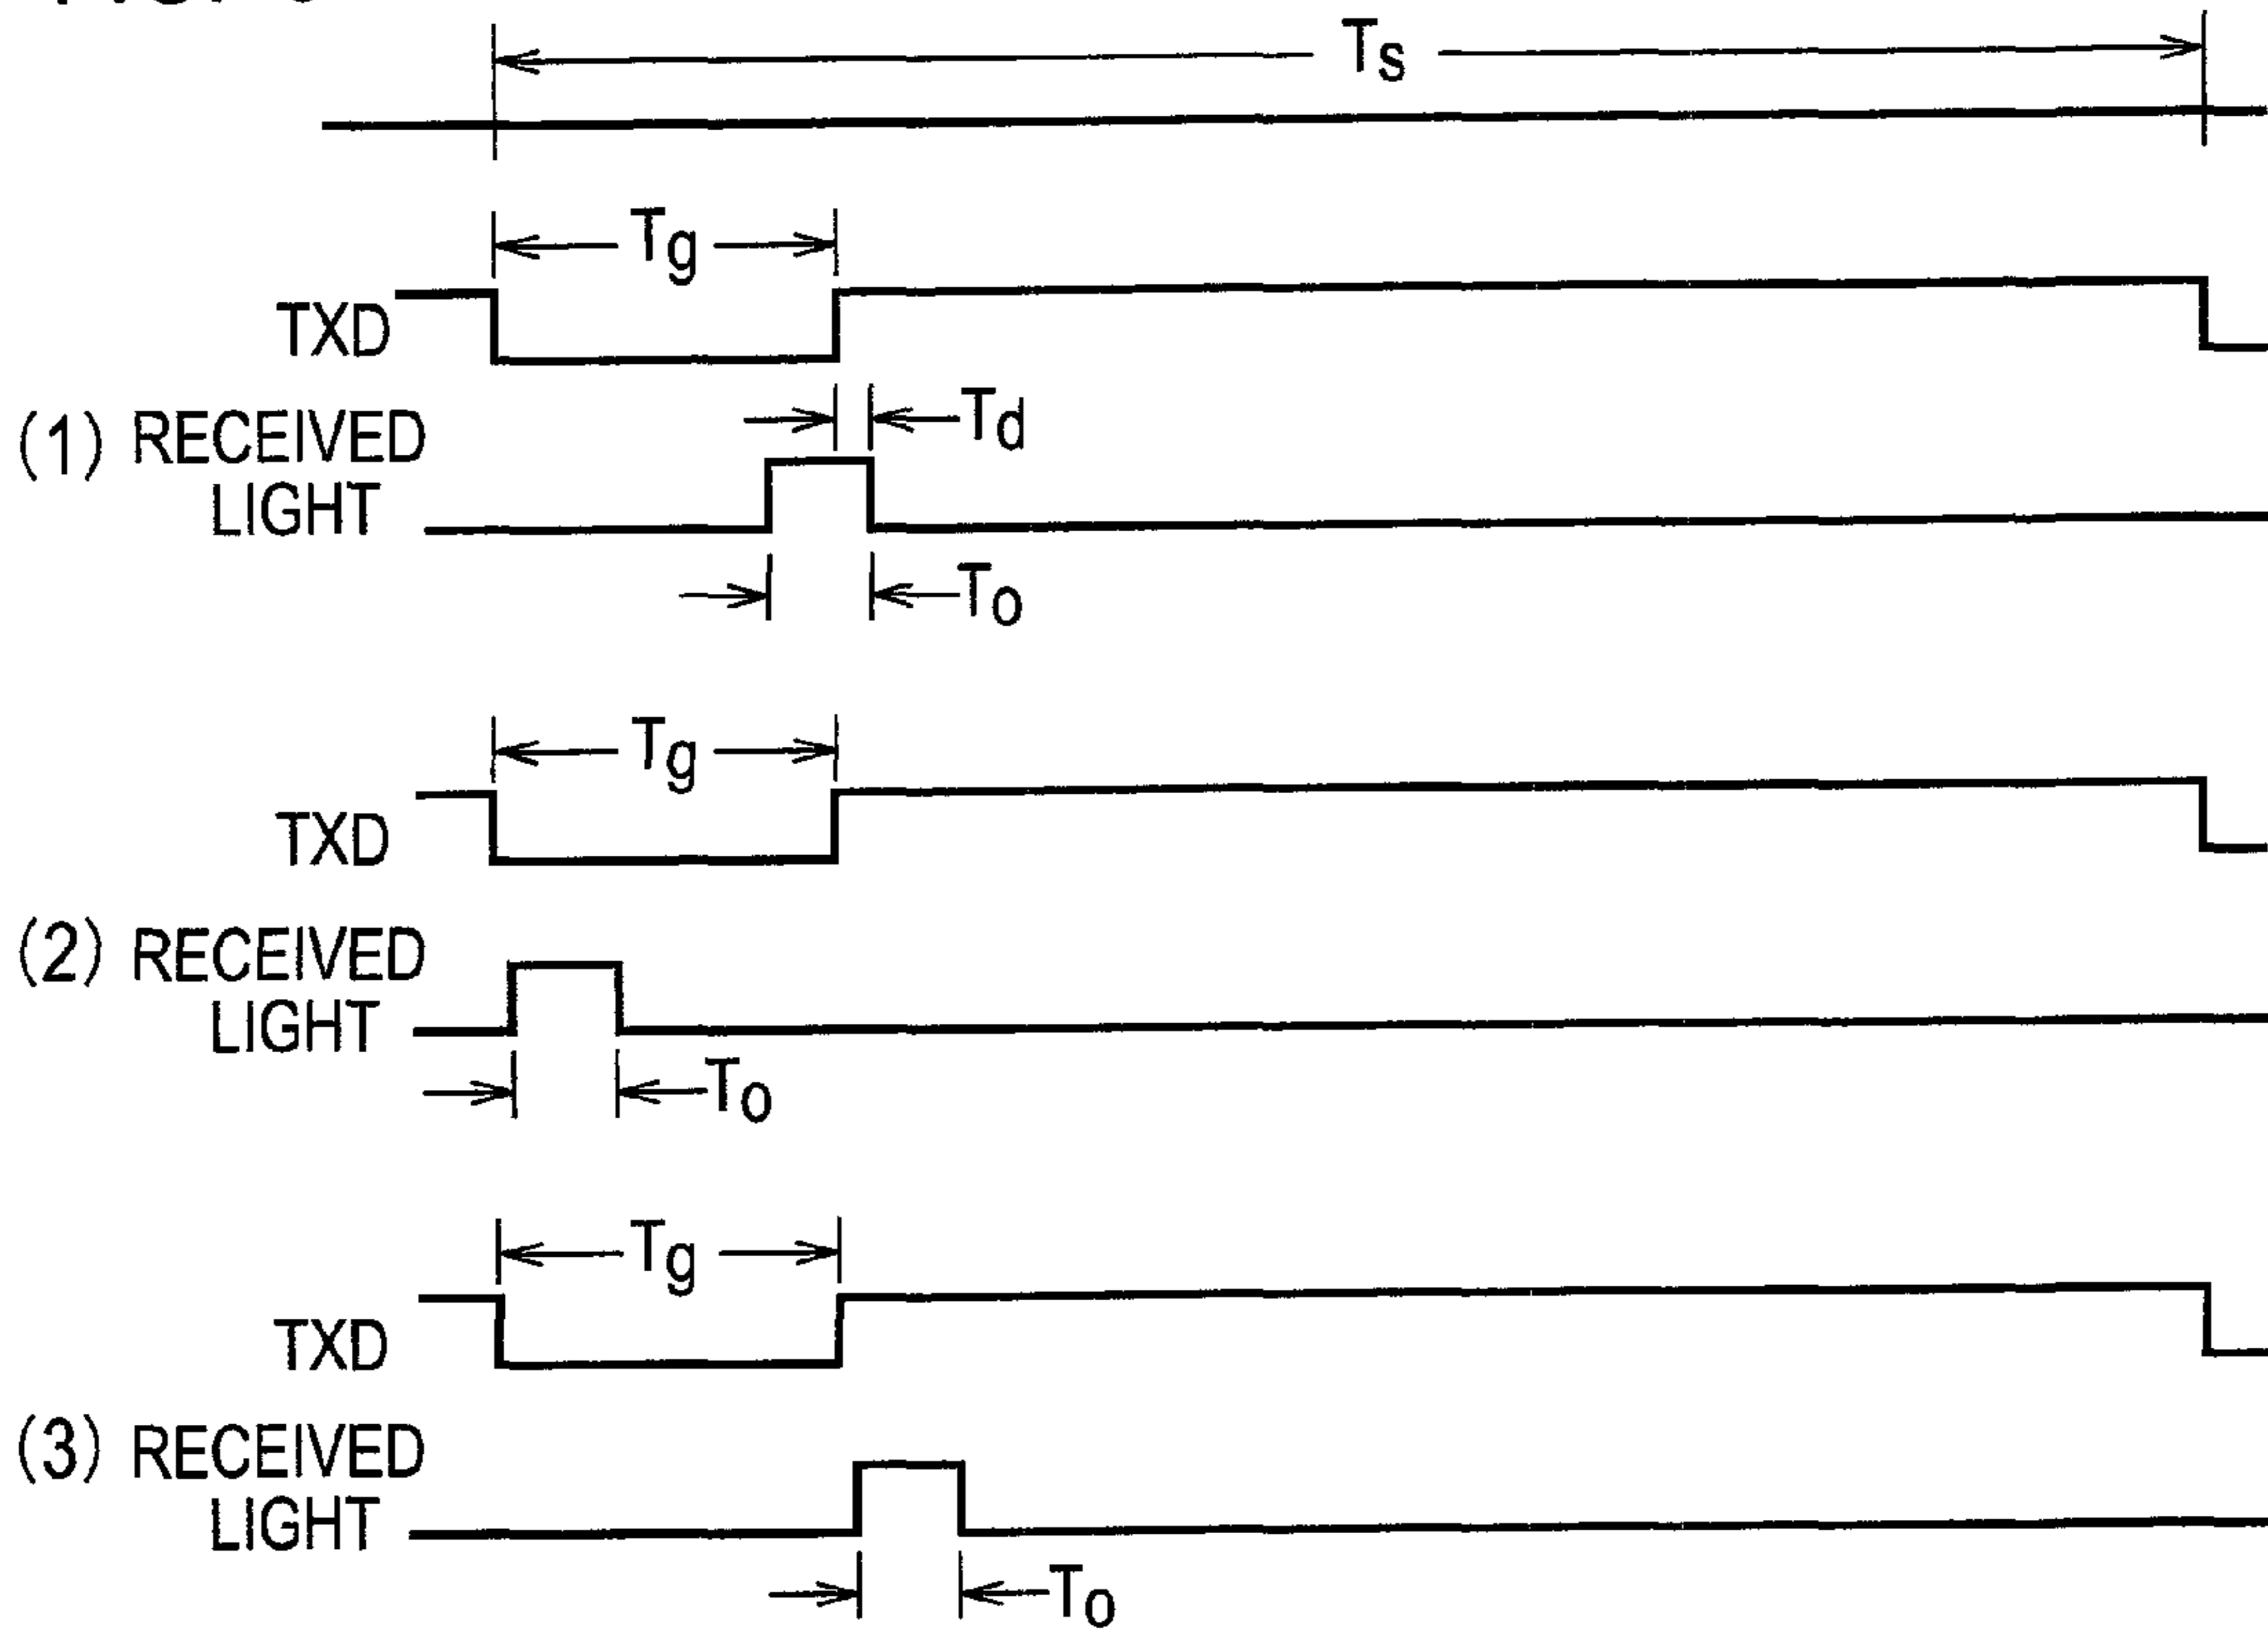 Ts
Tg
TXD
Td
(1) RECEIVED
LIGHT
To
Tg
TXD
(2) RECEIVED
LIGHT
To
Tg
TXD
(3) RECEIVED
LIGHT
To